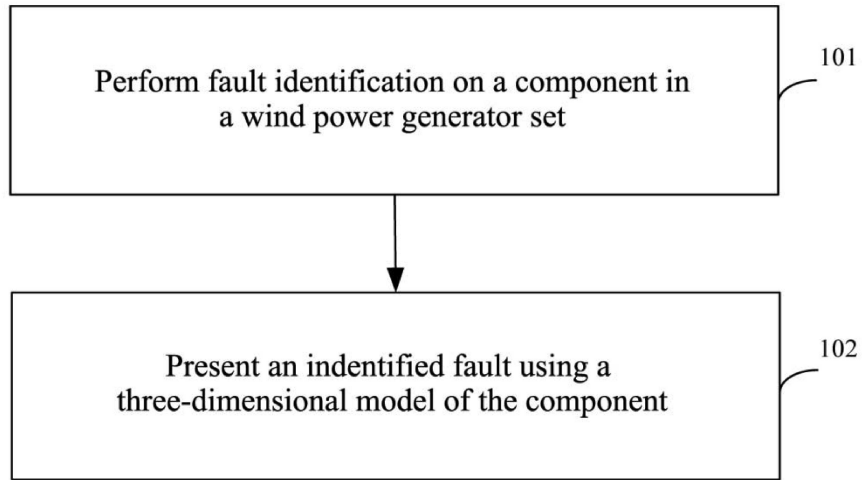 Perform fault identification on a component in
a wind power generator set
101
Present an indentified fault using a
three-dimensional model of the component
102